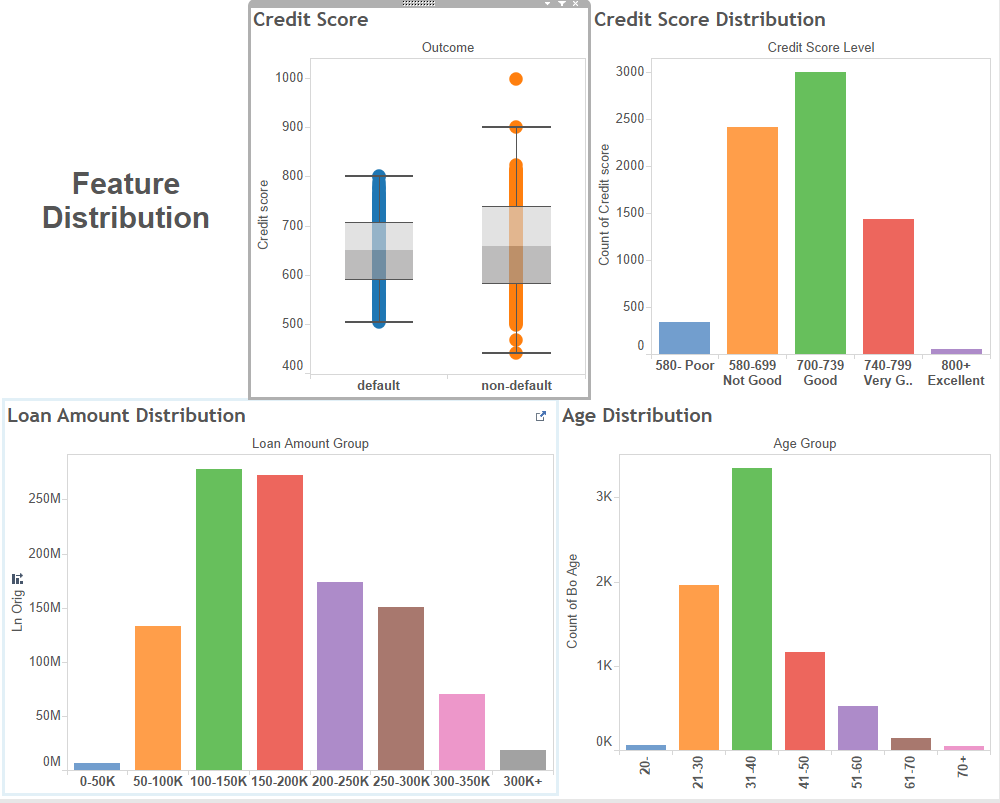 Feature
Distribution
Credit Score
Outcome
Credit score
1000
900
800
700
600
500
400
default
non-default
Credit Score Distribution
Credit Score Level
Count of Credit score
3000
2500
2000
1500
1000
500
0
580- Poor
580-699
Not Good
700-739
Good
740-799
Very G..
800+
Excellent
Loan Amount Distribution
Loan Amount Group
Ln Orig
250M
200M
150M
100M
50M
0M
0-50K
50-100K
100-150K
150-200K
200-250K
250-300K
300-350K
300K+
Age Distribution
Age Group
Count of Bo Age
3K
2K
1K
0K
20-
21-30
31-40
41-50
51-60
61-70
70+